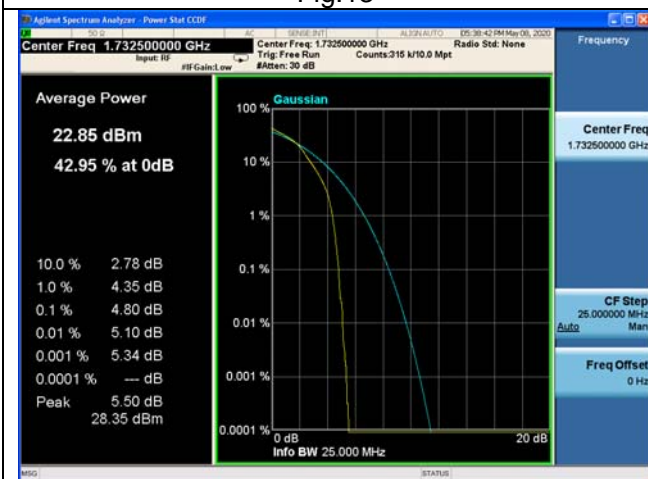 Agilent Spectrum Analyzer - Power Stat CCDF
50 Ω AC SENSE:INT ALIGN AUTO 05:38:42 PM May 08, 2020
Center Freq 1.732500000 GHz
Input: RF
#IFGain:Low
Center Freq: 1.732500000 GHz
Trig: Free Run Counts:315 k/10.0 Mpt
#Atten: 30 dB
Radio Std: None
Frequency
Average Power
22.85 dBm
42.95 % at 0dB
10.0 % 2.78 dB
1.0 % 4.35 dB
0.1 % 4.80 dB
0.01 % 5.10 dB
0.001 % 5.34 dB
0.0001 % --- dB
Peak 5.50 dB
28.35 dBm
Gaussian
100 %
10 %
1 %
0.1 %
0.01 %
0.001 %
0.0001 %
0 dB
20 dB
Info BW 25.000 MHz
Center Freq
1.732500000 GHz
CF Step
25.000000 MHz
Auto Man
Freq Offset
0 Hz
MSG STATUS